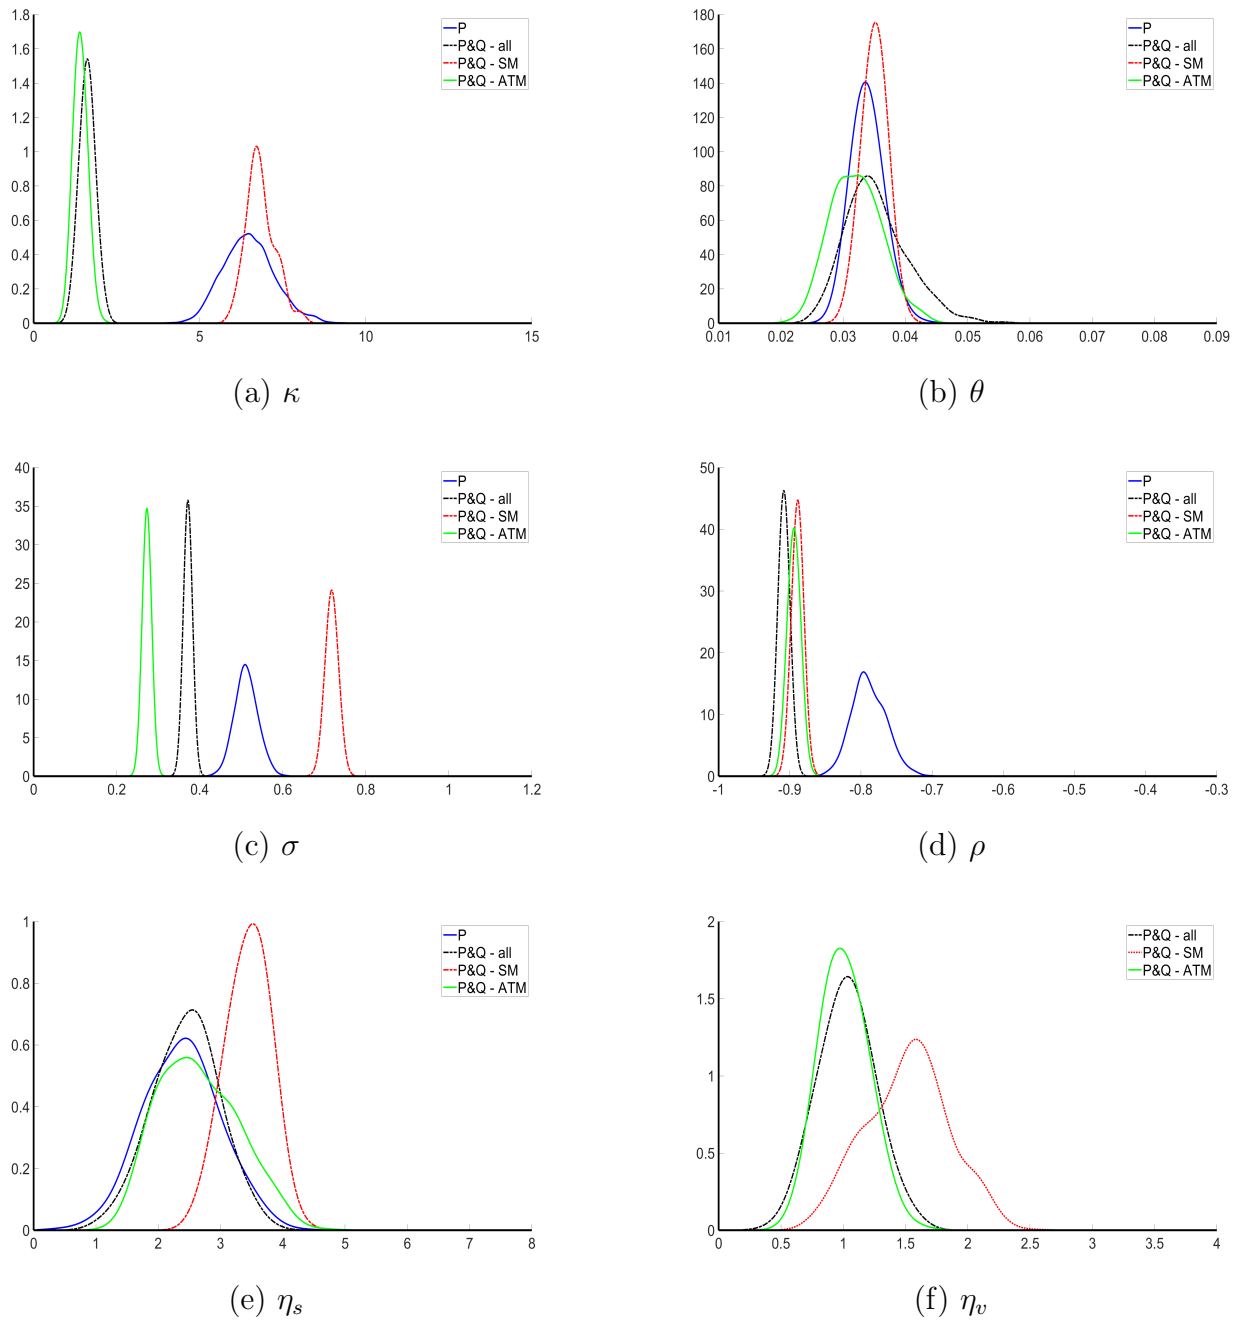 1.8
1.6
1.4
1.2
1
0.8
0.6
0.4
0.2
0
0 5 10 15
P
P&Q - all
P&Q - SM
P&Q - ATM
(a) κ
180
160
140
120
100
80
60
40
20
0
0.01 0.02 0.03 0.04 0.05 0.06 0.07 0.08 0.09
P
P&Q - all
P&Q - SM
P&Q - ATM
(b) θ
40
35
30
25
20
15
10
5
0
0 0.2 0.4 0.6 0.8 1 1.2
P
P&Q - all
P&Q - SM
P&Q - ATM
(c) σ
50
40
30
20
10
0
-1 -0.9 -0.8 -0.7 -0.6 -0.5 -0.4 -0.3
P
P&Q - all
P&Q - SM
P&Q - ATM
(d) ρ
1
0.8
0.6
0.4
0.2
0
0 1 2 3 4 5 6 7 8
P
P&Q - all
P&Q - SM
P&Q - ATM
(e) η_s
2
1.5
1
0.5
0
0 0.5 1 1.5 2 2.5 3 3.5 4
P&Q - all
P&Q - SM
P&Q - ATM
(f) η_v